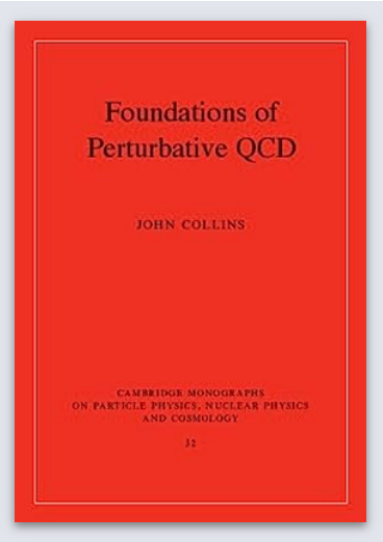 Foundations of
Perturbative QCD
JOHN COLLINS
CAMBRIDGE MONOGRAPHS
ON PARTICLE PHYSICS, NUCLEAR PHYSICS
AND COSMOLOGY
32